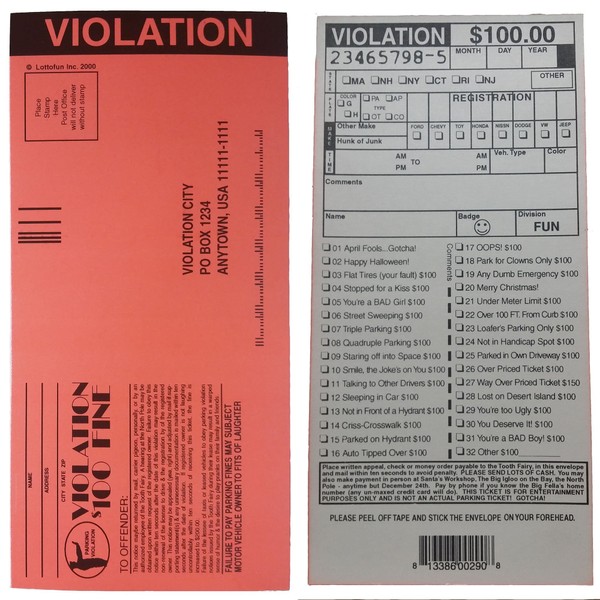 VIOLATION
© Lottofun Inc. 2000
Place
Stamp
Here
Post Office
will not deliver
without stamp
VIOLATION CITY
PO BOX 1234
ANYTOWN, USA 11111-1111
NAME
ADDRESS
CITY STATE ZIP
PARKING
VIOLATION
VIOLATION
$100 FINE
TO OFFENDER:
FAILURE TO PAY PARKING FINES MAY SUBJECT
MOTOR VEHICLE OWNER TO FITS OF LAUGHTER
VIOLATION $100.00
23465798-5 MONTH DAY YEAR
STATE MA NH NY CT RI NJ OTHER
PLATE COLOR PA AP REGISTRATION
G TYPE
H OT CO
MAKE Other Make FORD CHEVY TOY HONDA NISSN DODGE VW JEEP
Hunk of Junk
TIME AM TO AM Veh. Type Color
PM PM
Comments
Name Badge Division
FUN
01 April Fools...Gotcha!
02 Happy Halloween!
03 Flat Tires (your fault) $100
04 Stopped for a Kiss $100
05 You're a BAD Girl $100
06 Street Sweeping $100
07 Triple Parking $100
08 Quadruple Parking $100
09 Staring off into Space $100
10 Smile, the Joke's on You $100
11 Talking to Other Drivers $100
12 Sleeping in Car $100
13 Not in Front of a Hydrant $100
14 Criss-Crosswalk $100
15 Parked on Hydrant $100
16 Auto Tipped Over $100
Comments
17 OOPS! $100
18 Park for Clowns Only $100
19 Any Dumb Emergency $100
20 Merry Christmas!
21 Under Meter Limit $100
22 Over 100 FT. From Curb $100
23 Loafer's Parking Only $100
24 Not in Handicap Spot $100
25 Parked in Own Driveway $100
26 Over Priced Ticket $100
27 Way Over Priced Ticket $150
28 Lost on Desert Island $100
29 You're too Ugly $100
30 You Deserve It! $100
31 You're a BAD Boy! $100
32 Other $100
Place written appeal, check or money order payable to the Tooth Fairy, in this envelope
and mail within ten seconds to avoid penalty. PLEASE SEND LOTS OF CASH. You may
also make payment in person at Santa's Workshop, The Big Igloo on the Bay, the North
Pole - anytime but December 24th. Pay by phone if you know the Big Fella's home
number (any un-maxed credit card will do). THIS TICKET IS FOR ENTERTAINMENT
PURPOSES ONLY AND IS NOT AN ACTUAL PARKING TICKET! GOTCHA!
PLEASE PEEL OFF TAPE AND STICK THE ENVELOPE ON YOUR FOREHEAD.
8 13386 00290 8